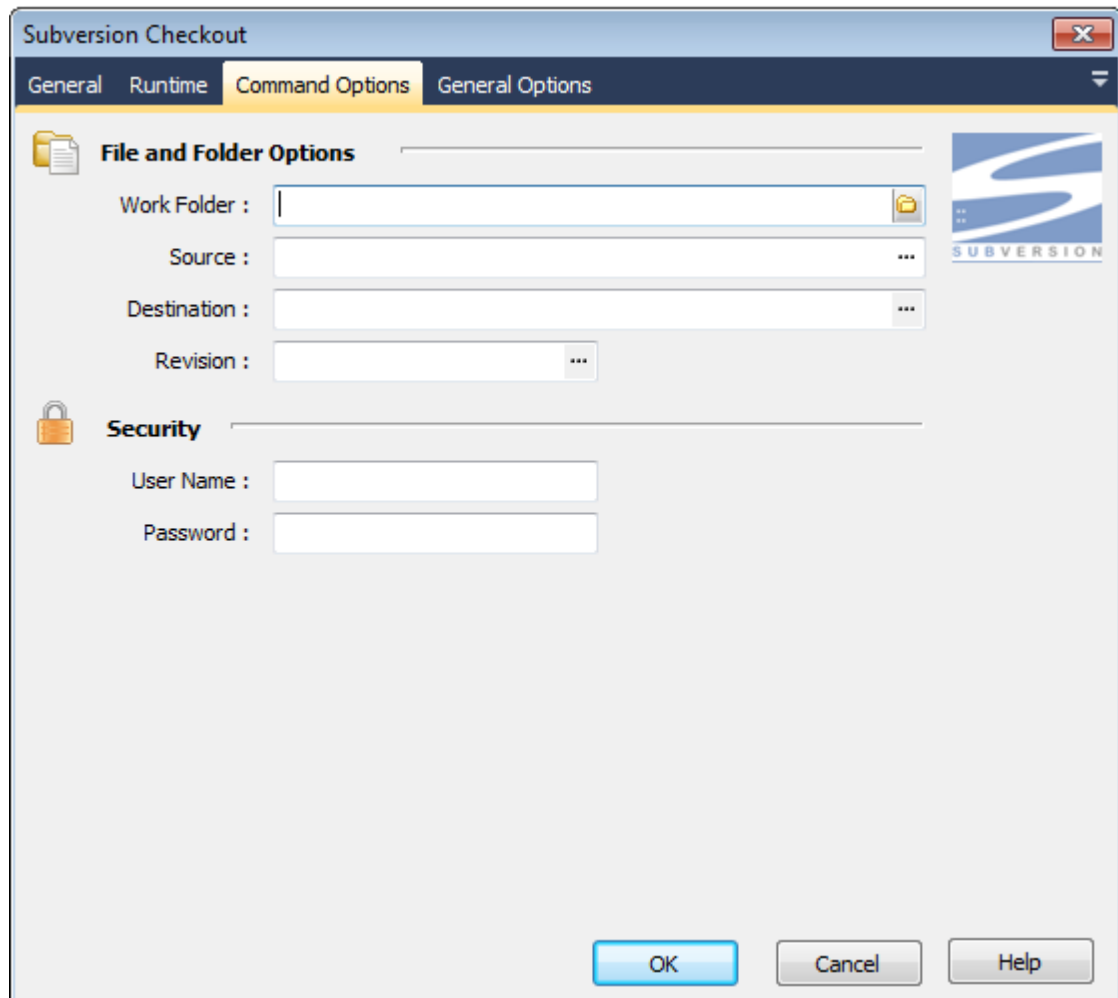 Subversion Checkout
General Runtime Command Options General Options
File and Folder Options
Work Folder :
Source :
...
SUBVERSION
Destination :
...
Revision :
...
Security
User Name :
Password :
OK Cancel Help